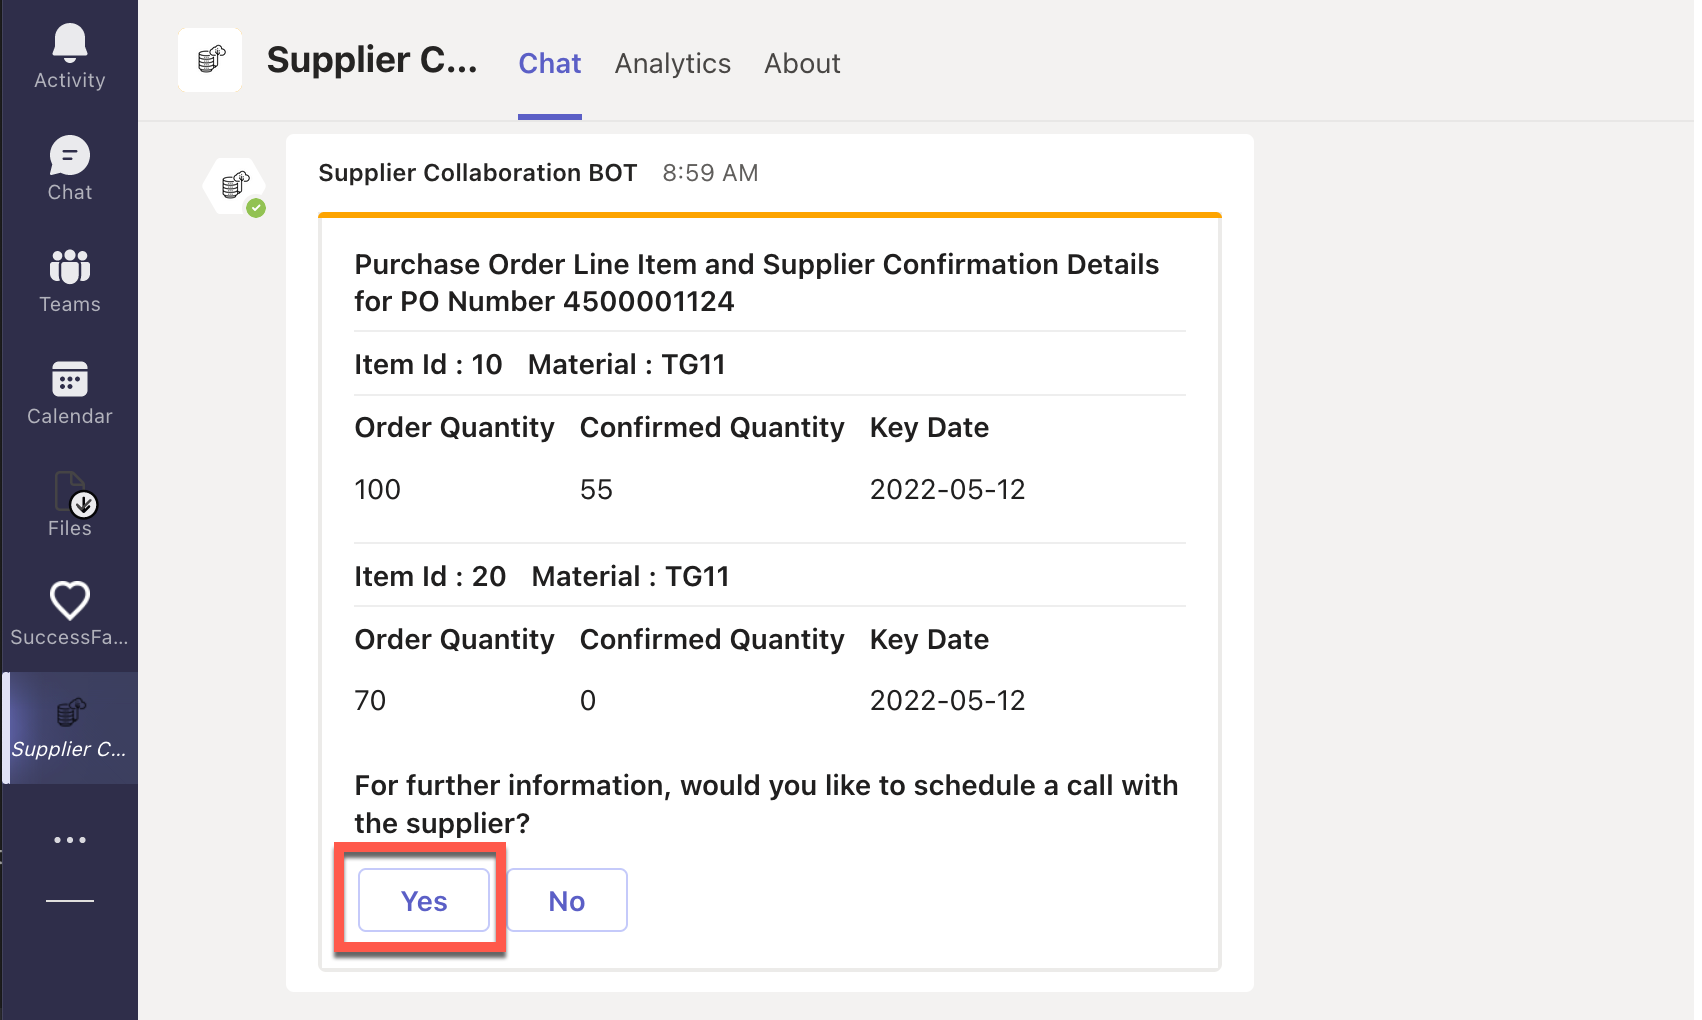 Activity
Chat
Teams
Calendar
Files
SuccessFa...
Supplier C...
Supplier C...
Chat
Analytics
About
Supplier Collaboration BOT 8:59 AM
Purchase Order Line Item and Supplier Confirmation Details
for PO Number 4500001124
Item Id : 10 Material : TG11
Order Quantity Confirmed Quantity Key Date
100 55 2022-05-12
Item Id : 20 Material : TG11
Order Quantity Confirmed Quantity Key Date
70 0 2022-05-12
For further information, would you like to schedule a call with
the supplier?
Yes No